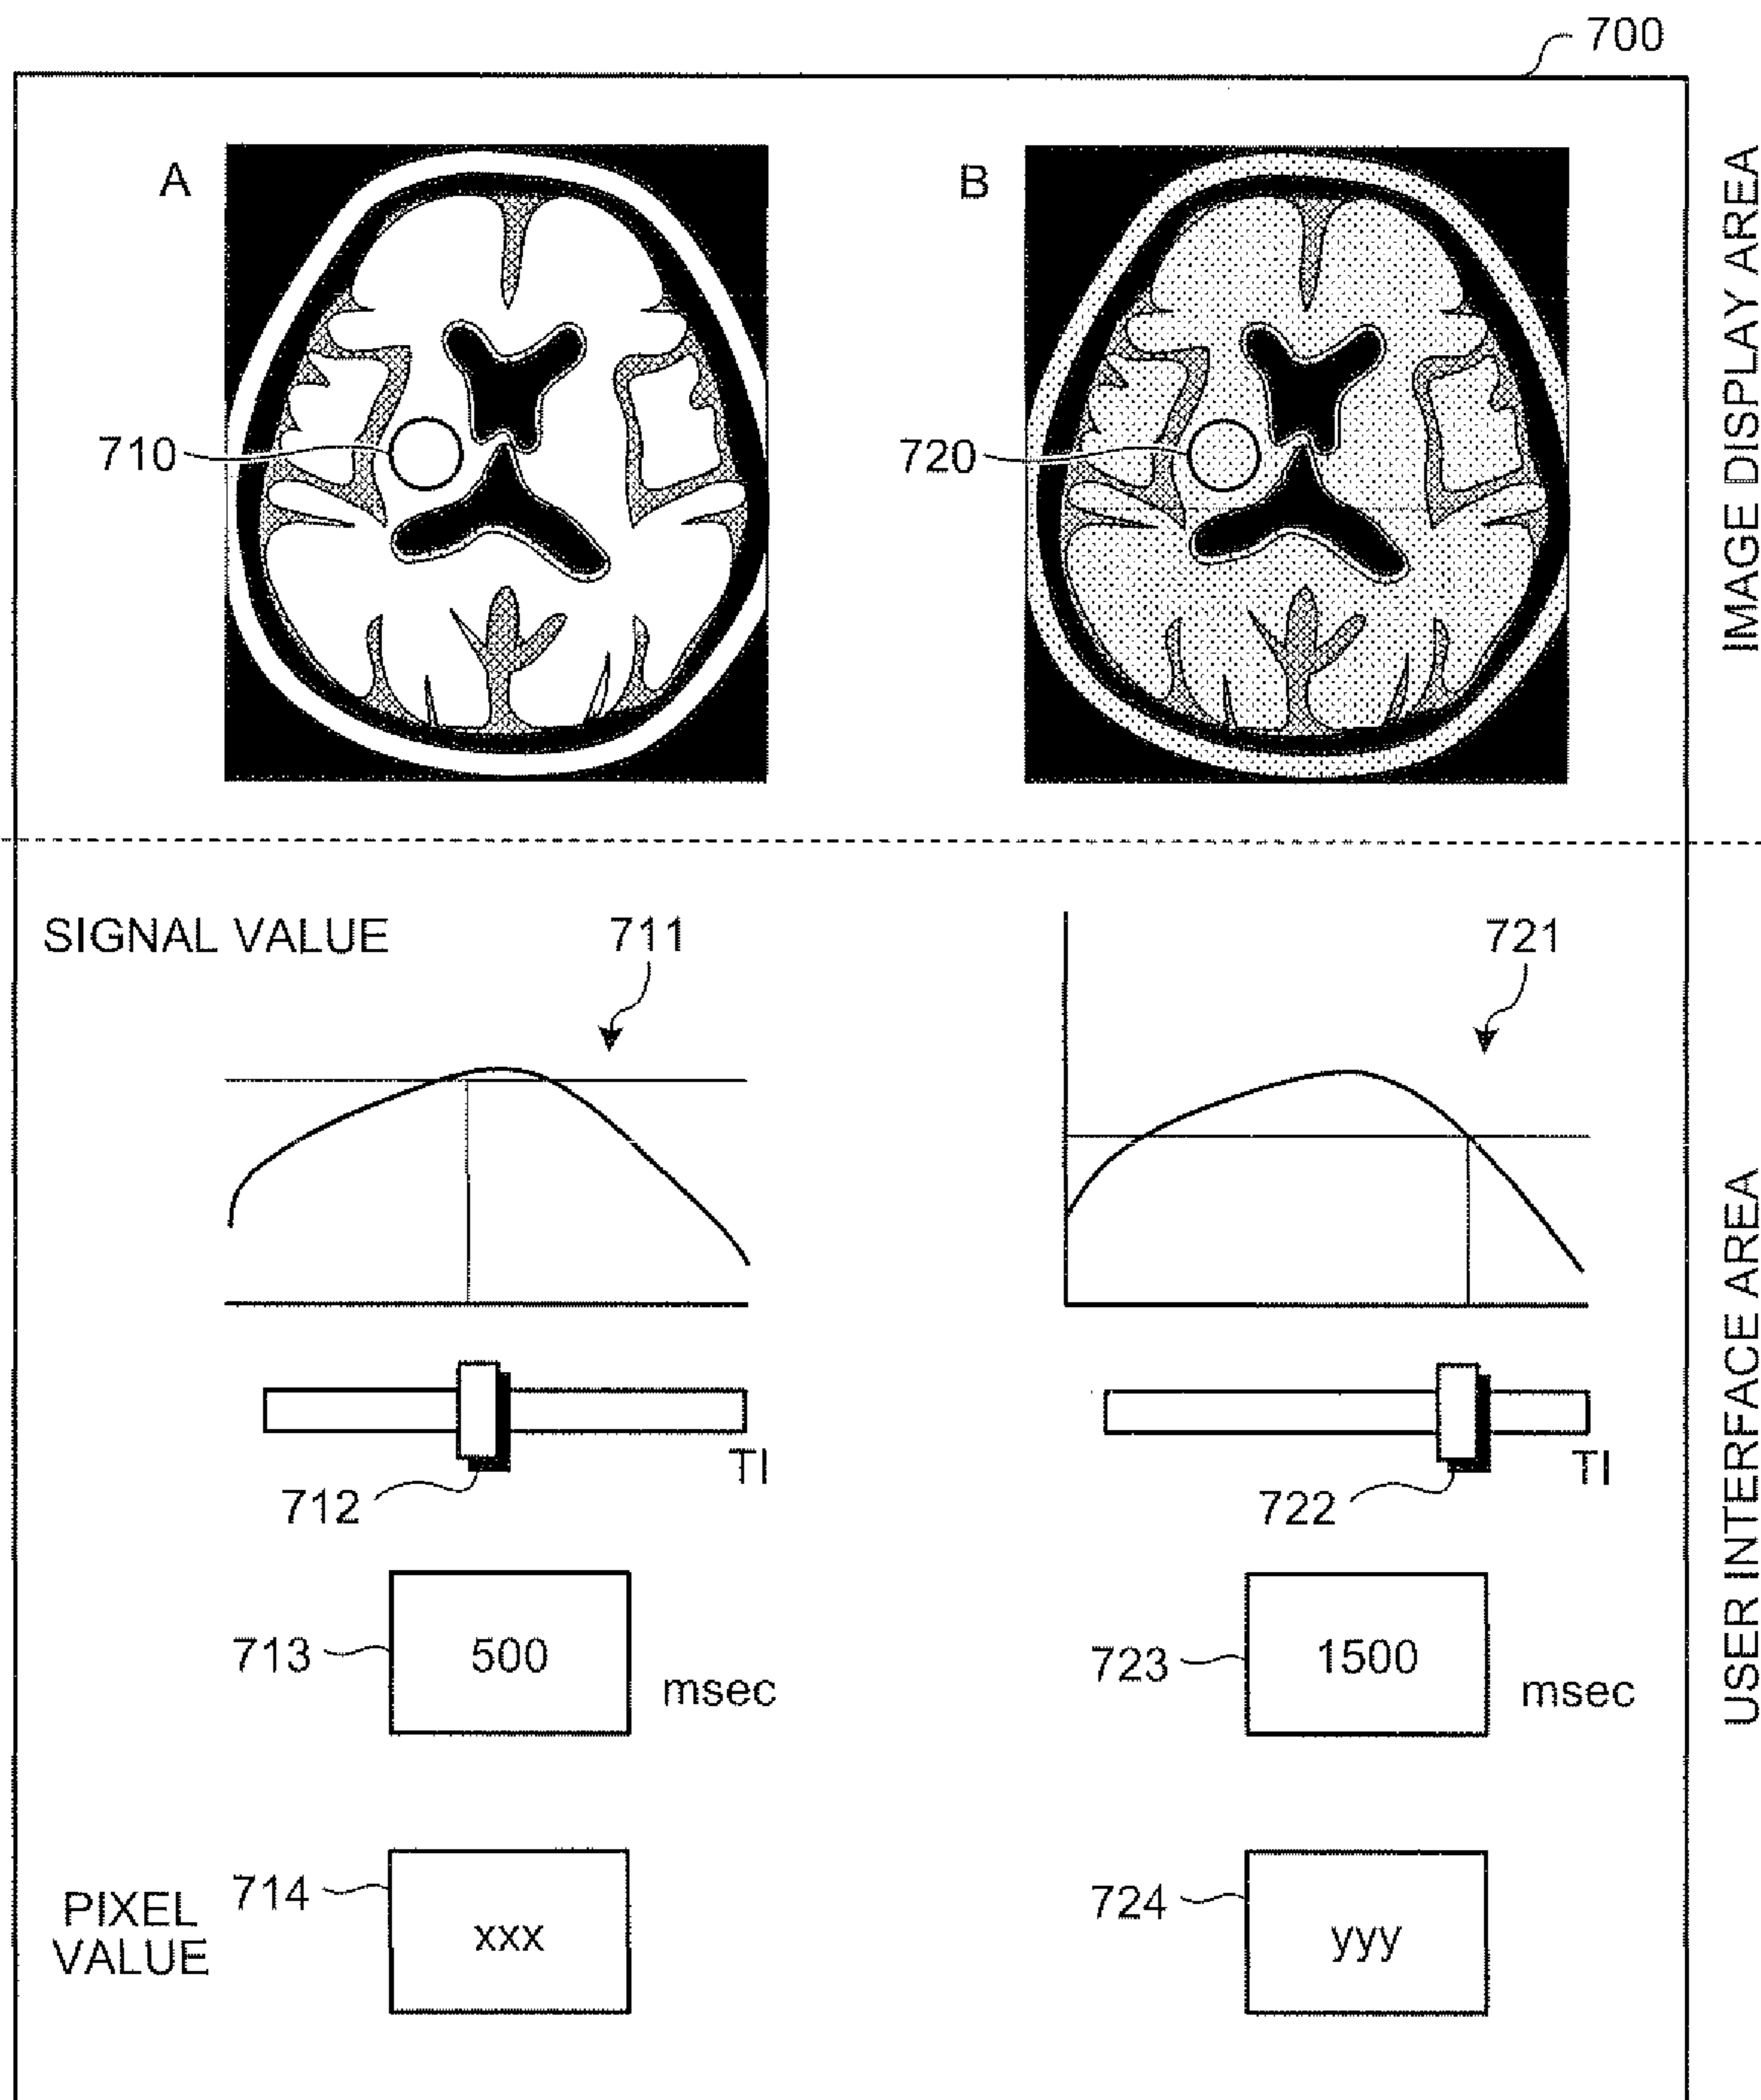 700
A
B
710
720
IMAGE DISPLAY AREA
SIGNAL VALUE
711
721
TI
TI
712
722
713
500
msec
723
1500
msec
USER INTERFACE AREA
PIXEL
VALUE
714
xxx
724
yyy